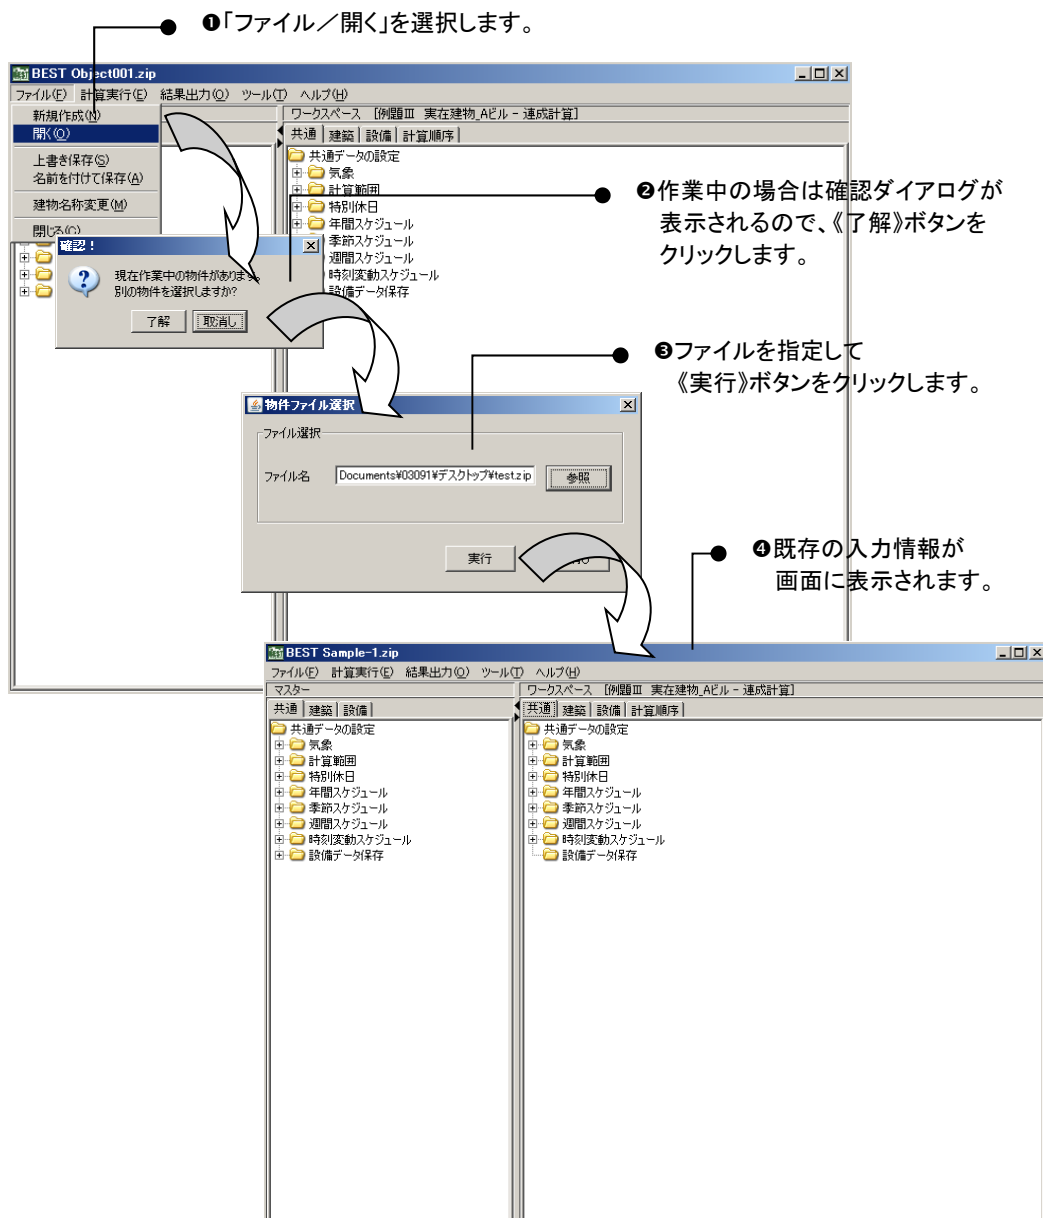 ❶「ファイル／開く」を選択します。
BEST Object001.zip
ファイル(F) 計算実行(E) 結果出力(O) ツール(T) ヘルプ(H)
新規作成(N)
開く(O)
上書き保存(S)
名前を付けて保存(A)
建物名称変更(M)
閉じる(C)
ワークスペース [例題Ⅲ 実在建物_Aビル - 連成計算]
共通 建築 設備 計算順序
共通データの設定
気象
計算範囲
特別休日
年間スケジュール
季節スケジュール
週間スケジュール
時刻変動スケジュール
設備データ保存
❷作業中の場合は確認ダイアログが
表示されるので、《了解》ボタンを
クリックします。
確認！
現在作業中の物件があります。
別の物件を選択しますか?
了解 取消し
❸ファイルを指定して
《実行》ボタンをクリックします。
物件ファイル選択
ファイル選択
ファイル名 Documents¥03091¥デスクトップ¥test.zip 参照
実行
❹既存の入力情報が
画面に表示されます。
BEST Sample-1.zip
ファイル(F) 計算実行(E) 結果出力(O) ツール(T) ヘルプ(H)
マスター
共通 建築 設備
共通データの設定
気象
計算範囲
特別休日
年間スケジュール
季節スケジュール
週間スケジュール
時刻変動スケジュール
設備データ保存
ワークスペース [例題Ⅲ 実在建物_Aビル - 連成計算]
共通 建築 設備 計算順序
共通データの設定
気象
計算範囲
特別休日
年間スケジュール
季節スケジュール
週間スケジュール
時刻変動スケジュール
設備データ保存